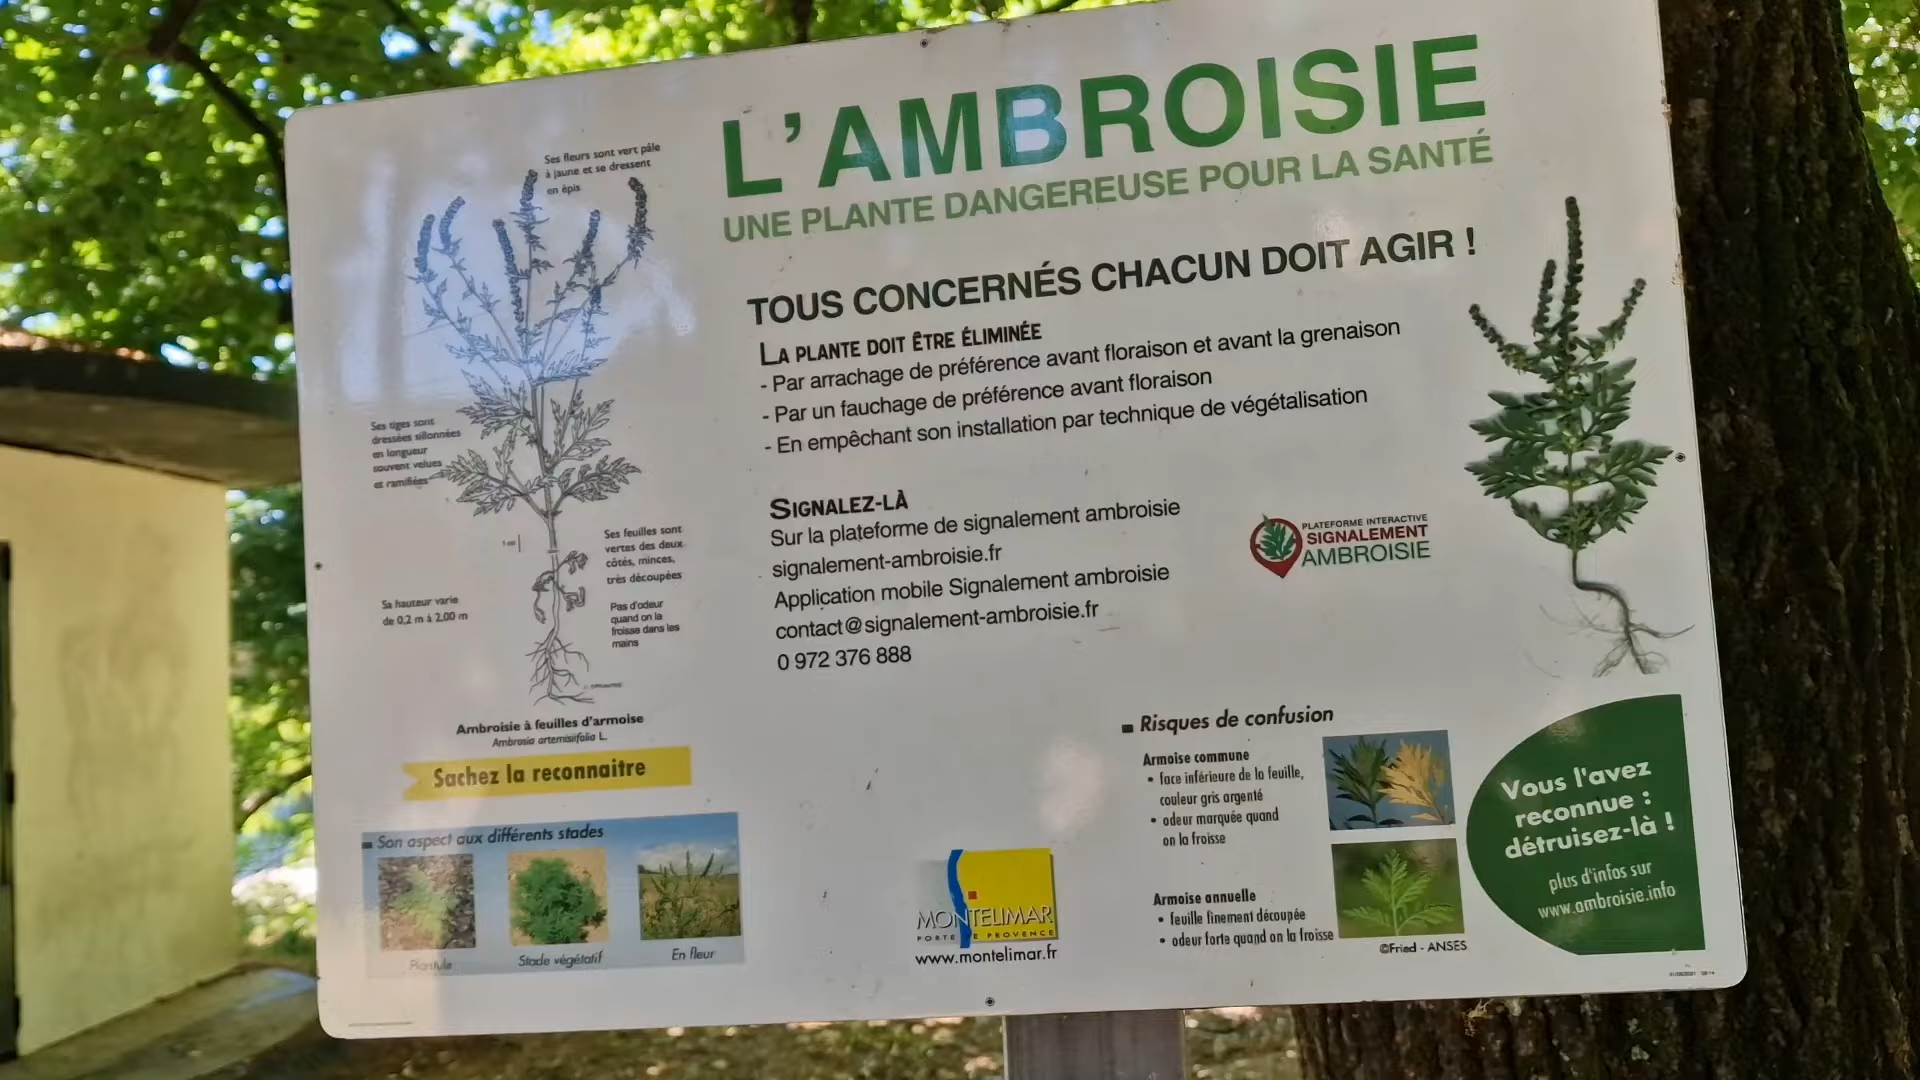 L'AMBROISIE
UNE PLANTE DANGEREUSE POUR LA SANTÉ
TOUS CONCERNÉS CHACUN DOIT AGIR !
LA PLANTE DOIT ÊTRE ÉLIMINÉE
- Par arrachage de préférence avant floraison et avant la grenaison
- Par un fauchage de préférence avant floraison
- En empêchant son installation par technique de végétalisation
SIGNALEZ-LÀ
Sur la plateforme de signalement ambroisie
signalement-ambroisie.fr
Application mobile Signalement ambroisie
contact@signalement-ambroisie.fr
0 972 376 888
PLATEFORME INTERACTIVE
SIGNALEMENT
AMBROISIE
Ses fleurs sont vert pâle
à jaune et se dressent
en épis
Ses tiges sont
dressées sillonnées
en longueur
souvent velues
et ramifiées
Ses feuilles sont
vertes des deux
côtés, minces,
très découpées
Sa hauteur varie
de 0,2 m à 2,00 m
Pas d'odeur
quand on la
froisse dans les
mains
Ambroisie à feuilles d'armoise
Ambrosia artemisiifolia L.
Sachez la reconnaitre
Son aspect aux différents stades
Plantule
Stade végétatif
En fleur
MONTELIMAR
PORTE DE PROVENCE
www.montelimar.fr
Risques de confusion
Armoise commune
• face inférieure de la feuille,
couleur gris argenté
• odeur marquée quand
on la froisse
Armoise annuelle
• feuille finement découpée
• odeur forte quand on la froisse
©Fried - ANSES
Vous l'avez
reconnue :
détruisez-là !
plus d'infos sur
www.ambroisie.info